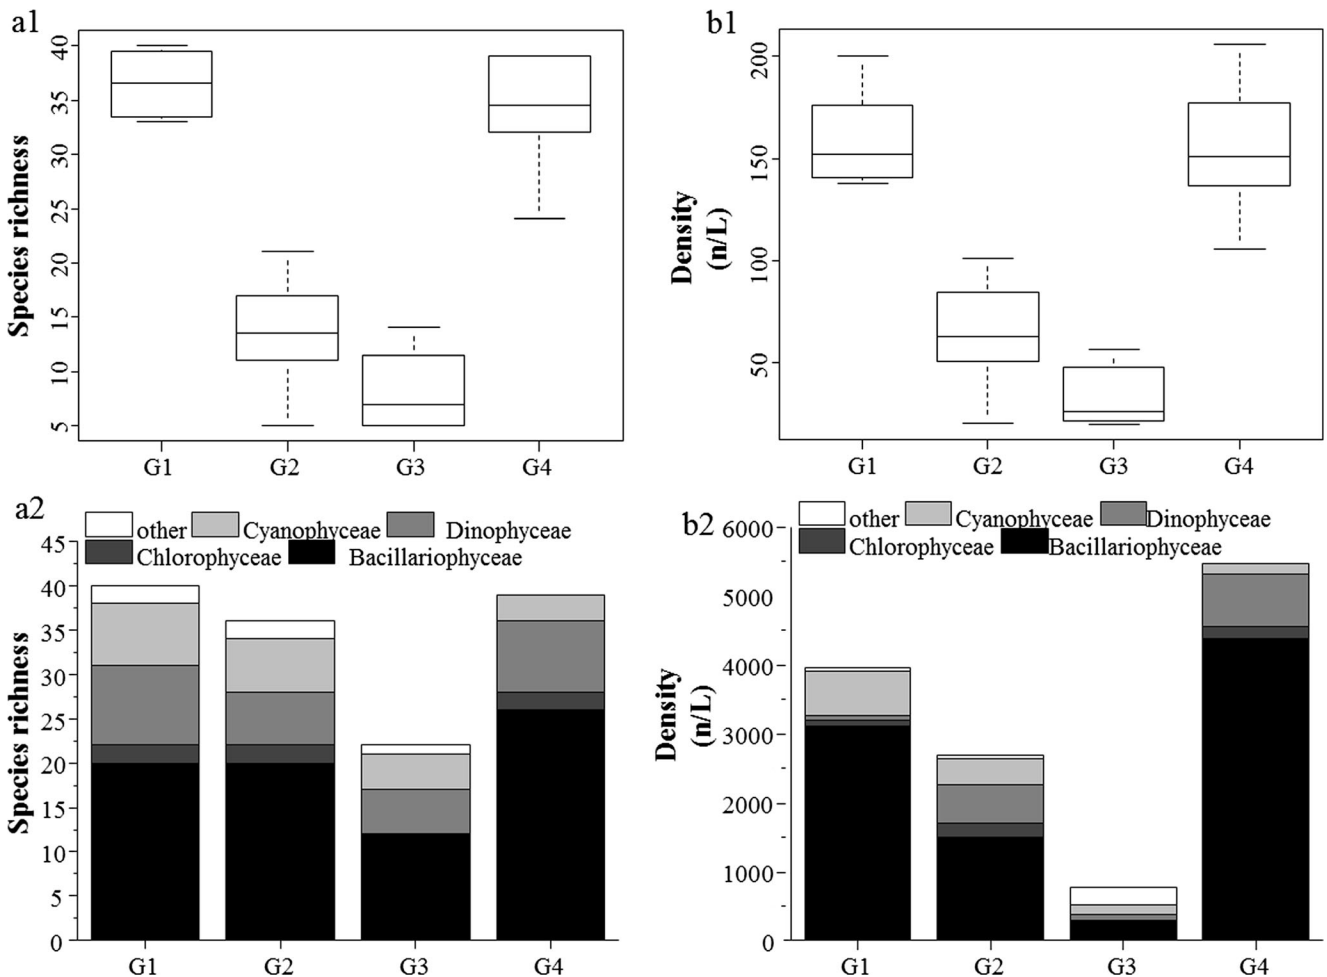 a1
Species richness
40
35
30
25
20
15
10
5
G1 G2 G3 G4
b1
Density
(n/L)
200
150
100
50
G1 G2 G3 G4
a2
other Cyanophyceae Dinophyceae
Chlorophyceae Bacillariophyceae
Species richness
45
40
35
30
25
20
15
10
5
0
G1 G2 G3 G4
b2
other Cyanophyceae Dinophyceae
Chlorophyceae Bacillariophyceae
Density
(n/L)
6000
5000
4000
3000
2000
1000
0
G1 G2 G3 G4